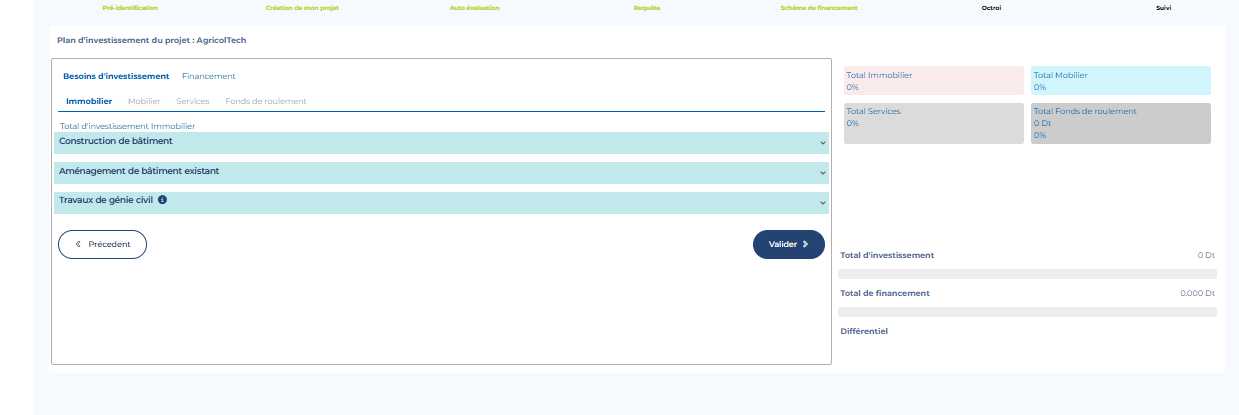 Pré-identification Création de mon projet Auto évaluation Requête Schéma de financement Octroi Suivi
Plan d'investissement du projet : AgricolTech
Besoins d'investissement Financement
Immobilier Mobilier Services Fonds de roulement
Total d'investissement Immobilier
Construction de bâtiment
Aménagement de bâtiment existant
Travaux de génie civil
Précedent
Valider
Total Immobilier
0%
Total Mobilier
0%
Total Services
0%
Total Fonds de roulement
0 Dt
0%
Total d'investissement 0 Dt
Total de financement 0.000 Dt
Différentiel